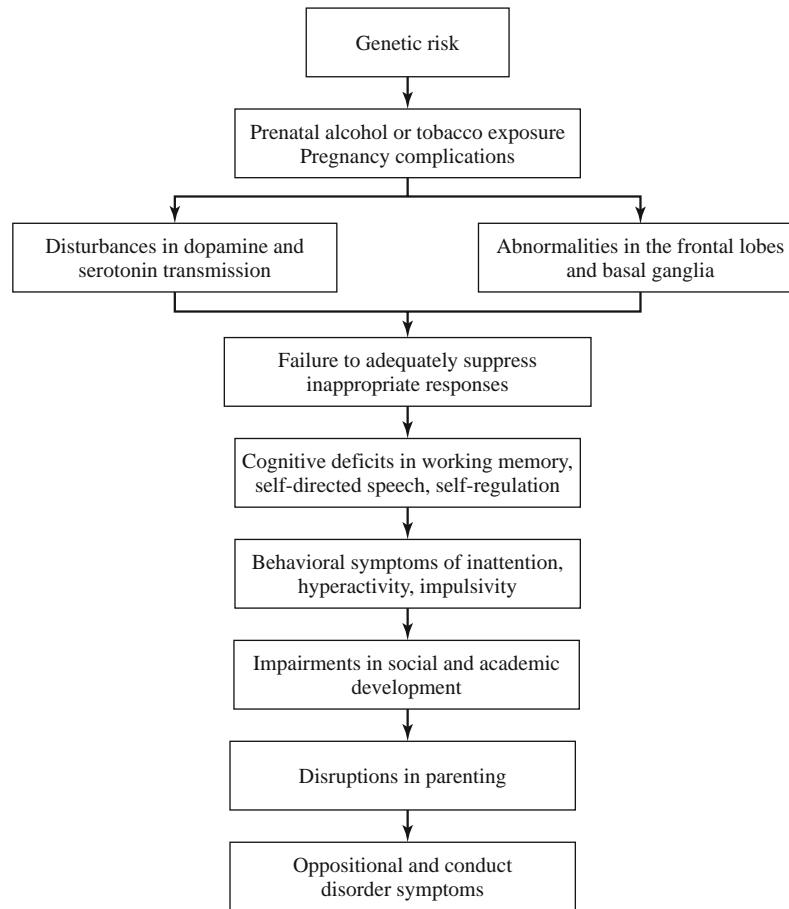 Genetic risk
Prenatal alcohol or tobacco exposure
Pregnancy complications
Disturbances in dopamine and
serotonin transmission
Abnormalities in the frontal lobes
and basal ganglia
Failure to adequately suppress
inappropriate responses
Cognitive deficits in working memory,
self-directed speech, self-regulation
Behavioral symptoms of inattention,
hyperactivity, impulsivity
Impairments in social and academic
development
Disruptions in parenting
Oppositional and conduct
disorder symptoms